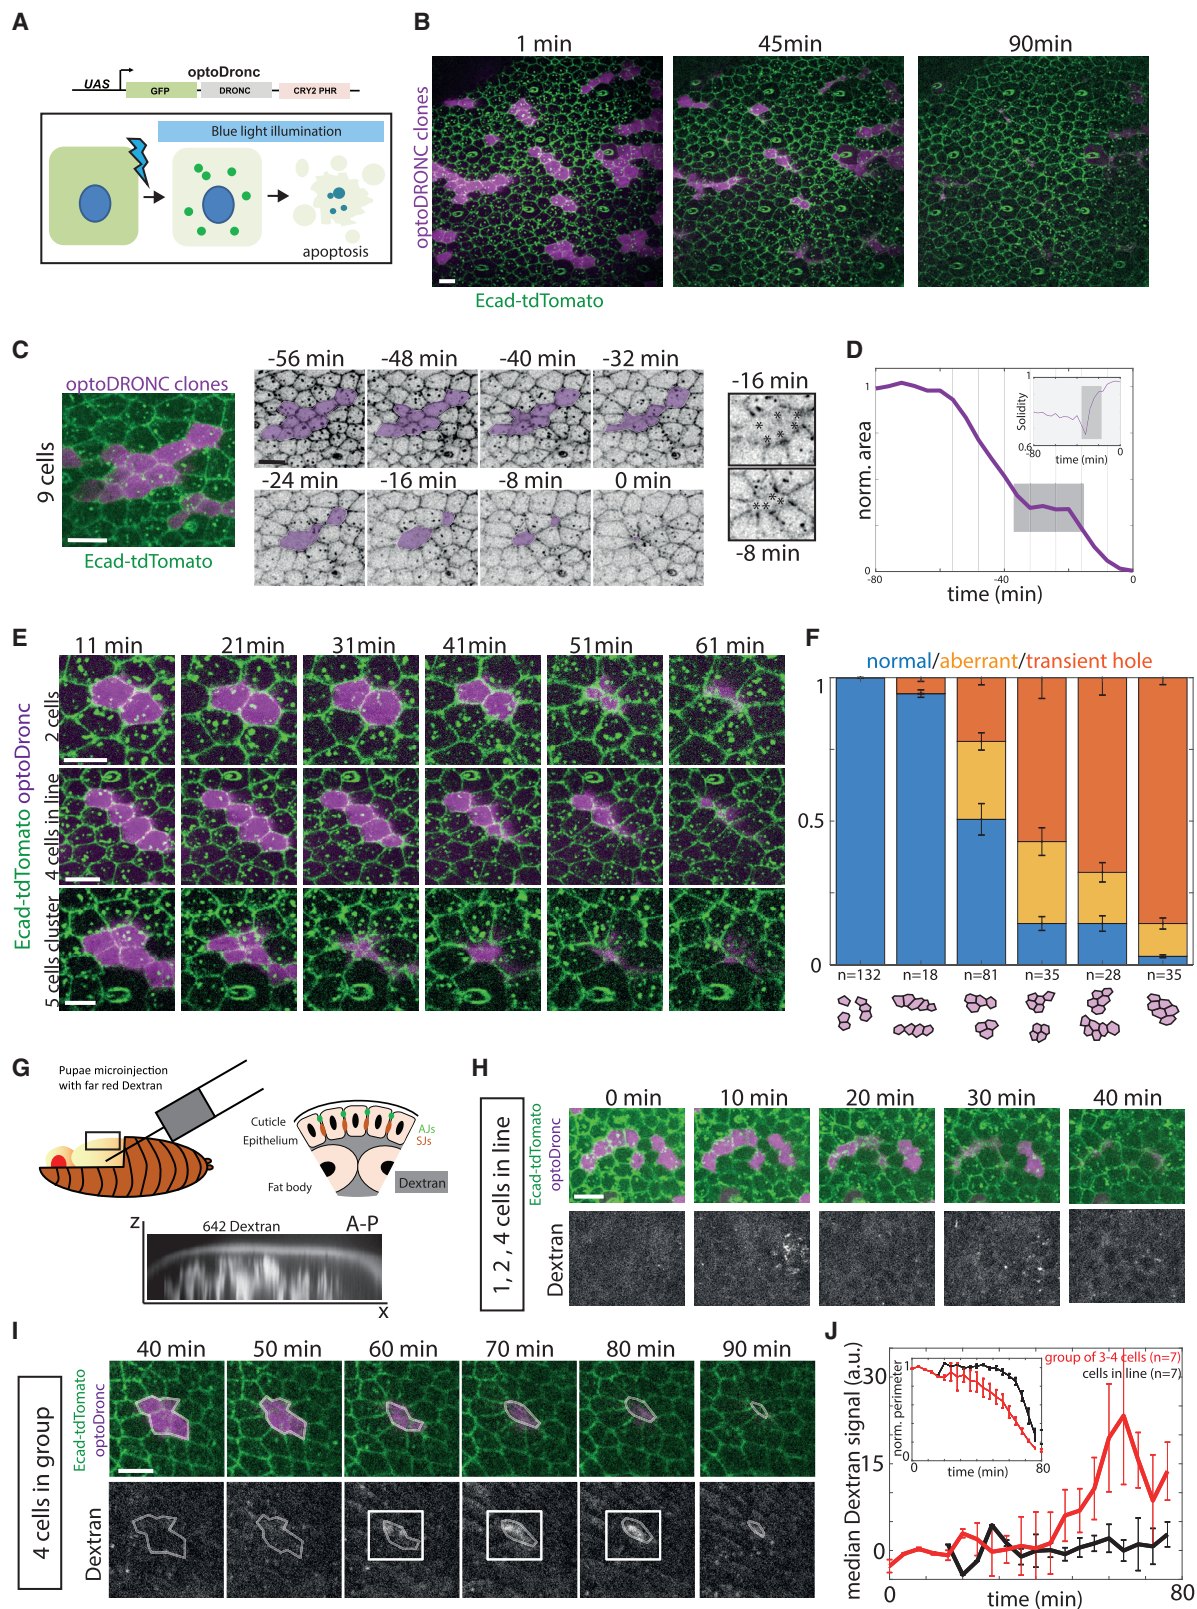 A
optoDronc
UAS
GFP
DRONC
CRY2 PHR
Blue light illumination
apoptosis
B
1 min
45min
90min
optoDRONC clones
Ecad-tdTomato
C
optoDRONC clones
9 cells
Ecad-tdTomato
-56 min
-48 min
-40 min
-32 min
-24 min
-16 min
-8 min
0 min
-16 min
* * * * * *
* * * *
-8 min
D
norm. area
1
0
-80
-40
0
time (min)
Solidity
1
0.6
-80
0
time (min)
E
11 min
21min
31min
41min
51min
61 min
Ecad-tdTomato optoDronc
2 cells
4 cells in line
5 cells cluster
F
normal/aberrant/transient hole
1
0.5
0
n=132
n=18
n=81
n=35
n=28
n=35
G
Pupae microinjection
with far red Dextran
Cuticle
Epithelium
AJs
SJs
Fat body
Dextran
Z
642 Dextran
A-P
X
H
1, 2 , 4 cells in line
Ecad-tdTomato
optoDronc
Dextran
0 min
10 min
20 min
30 min
40 min
I
4 cells in group
Ecad-tdTomato
optoDronc
Dextran
40 min
50 min
60 min
70 min
80 min
90 min
J
median Dextran signal (a.u.)
30
15
0
0
80
time (min)
group of 3-4 cells (n=7)
cells in line (n=7)
norm. perimeter
1
0
0
80
time (min)